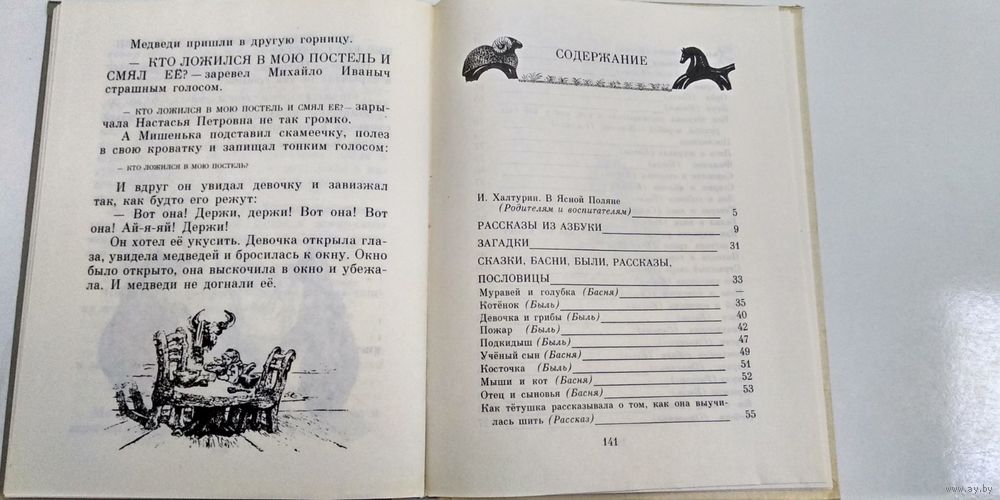 Медведи пришли в другую горницу.
— КТО ЛОЖИЛСЯ В МОЮ ПОСТЕЛЬ И
СМЯЛ ЕЁ? — заревел Михайло Иваныч
страшным голосом.
— КТО ЛОЖИЛСЯ В МОЮ ПОСТЕЛЬ И СМЯЛ ЕЁ? — зары-
чала Настасья Петровна не так громко.
А Мишенька подставил скамеечку, полез
в свою кроватку и запищал тонким голосом:
— КТО ЛОЖИЛСЯ В МОЮ ПОСТЕЛЬ?
И вдруг он увидал девочку и завизжал
так, как будто его режут:
— Вот она! Держи, держи! Вот она! Вот
она! Ай-я-яй! Держи!
Он хотел её укусить. Девочка открыла гла-
за, увидела медведей и бросилась к окну. Окно
было открыто, она выскочила в окно и убежа-
ла. И медведи не догнали её.
СОДЕРЖАНИЕ
И. Халтурин. В Ясной Поляне
(Родителям и воспитателям) 5
РАССКАЗЫ ИЗ АЗБУКИ 9
ЗАГАДКИ 31
СКАЗКИ, БАСНИ, БЫЛИ, РАССКАЗЫ,
ПОСЛОВИЦЫ 33
Муравей и голубка (Басня) —
Котёнок (Быль) 35
Девочка и грибы (Быль) 40
Пожар (Быль) 42
Подкидыш (Быль) 47
Учёный сын (Басня) 49
Косточка (Быль) 51
Мыши и кот (Басня) 52
Отец и сыновья (Басня) 53
Как тётушка рассказывала о том, как она выучи-
лась шить (Рассказ) 55
141
www.ay.by